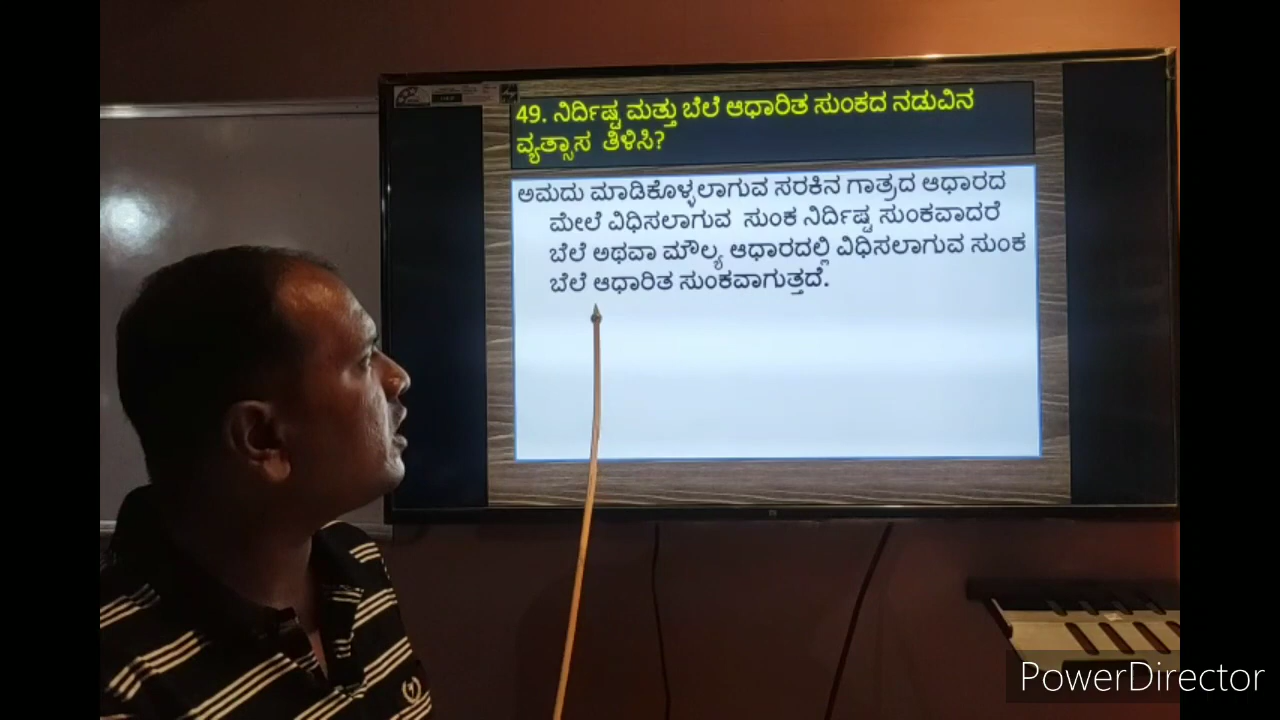 49. ನಿರ್ದಿಷ್ಟ ಮತ್ತು ಬೆಲೆ ಆಧಾರಿತ ಸುಂಕದ ನಡುವಿನ
ವ್ಯತ್ಸಾಸ ತಿಳಿಸಿ?
ಅಮದು ಮಾಡಿಕೊಳ್ಳಲಾಗುವ ಸರಕಿನ ಗಾತ್ರದ ಆಧಾರದ
ಮೇಲೆ ವಿಧಿಸಲಾಗುವ ಸುಂಕ ನಿರ್ದಿಷ್ಟ ಸುಂಕವಾದರೆ
ಬೆಲೆ ಅಥವಾ ಮೌಲ್ಯ ಆಧಾರದಲ್ಲಿ ವಿಧಿಸಲಾಗುವ ಸುಂಕ
ಬೆಲೆ ಆಧಾರಿತ ಸುಂಕವಾಗುತ್ತದೆ.
PowerDirector